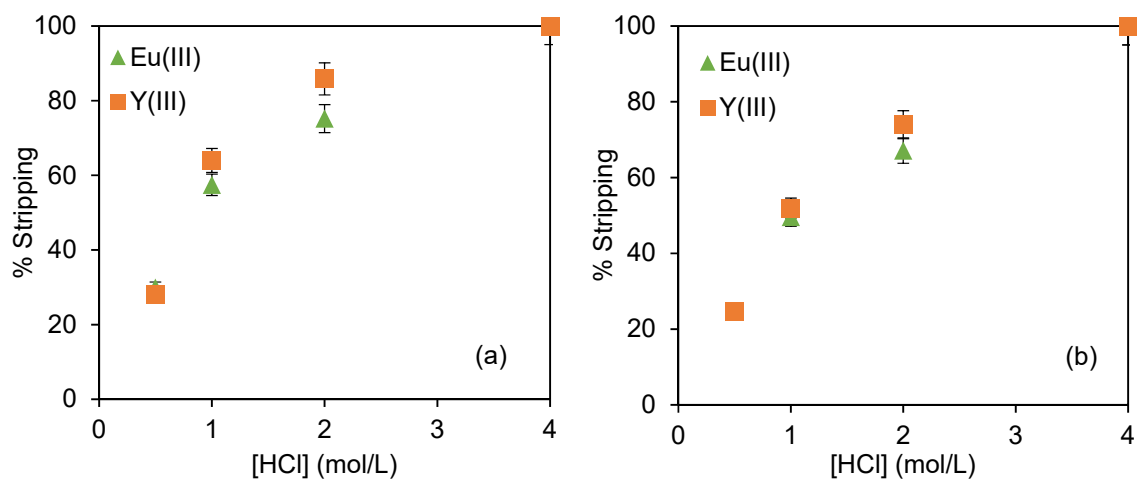 100
80
60
40
20
0
% Stripping
Eu(III)
Y(III)
(a)
0 1 2 3 4
[HCl] (mol/L)
100
80
60
40
20
0
% Stripping
Eu(III)
Y(III)
(b)
0 1 2 3 4
[HCl] (mol/L)